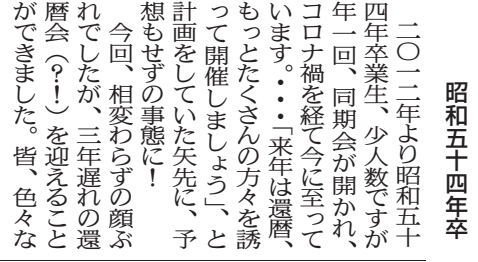 昭和五十四年卒
二〇一二年より昭和五十
四年卒業生、少人数ですが
年一回、同期会が開かれ、
コロナ禍を経て今に至って
います。・・・「来年は還暦、
もっとたくさんの方々を誘
って開催しましょう」、と
計画をしていた矢先に、予
想もせずの事態に！
今回、相変わらずの顔ぶ
れでしたが、三年遅れの還
暦会（？！）を迎えること
ができました。皆、色々な